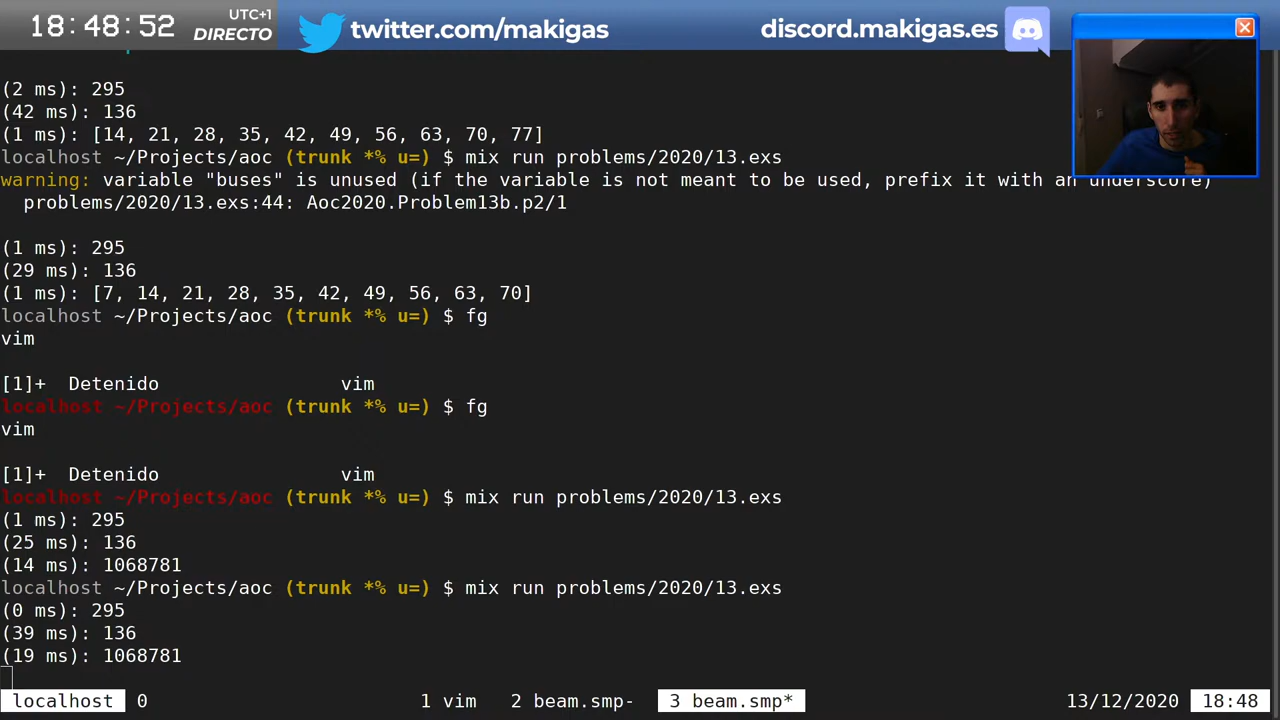 18:48:52
UTC+1
DIRECTO
twitter.com/makigas
discord.makigas.es
(2 ms): 295
(42 ms): 136
(1 ms): [14, 21, 28, 35, 42, 49, 56, 63, 70, 77]
localhost ~/Projects/aoc (trunk *% u=) $ mix run problems/2020/13.exs
warning: variable "buses" is unused (if the variable is not meant to be used, prefix it with an underscore)
problems/2020/13.exs:44: Aoc2020.Problem13b.p2/1
(1 ms): 295
(29 ms): 136
(1 ms): [7, 14, 21, 28, 35, 42, 49, 56, 63, 70]
localhost ~/Projects/aoc (trunk *% u=) $ fg
vim
[1]+  Detenido                vim
localhost ~/Projects/aoc (trunk *% u=) $ fg
vim
[1]+  Detenido                vim
localhost ~/Projects/aoc (trunk *% u=) $ mix run problems/2020/13.exs
(1 ms): 295
(25 ms): 136
(14 ms): 1068781
localhost ~/Projects/aoc (trunk *% u=) $ mix run problems/2020/13.exs
(0 ms): 295
(39 ms): 136
(19 ms): 1068781
localhost 0 1 vim 2 beam.smp- 3 beam.smp* 13/12/2020 18:48